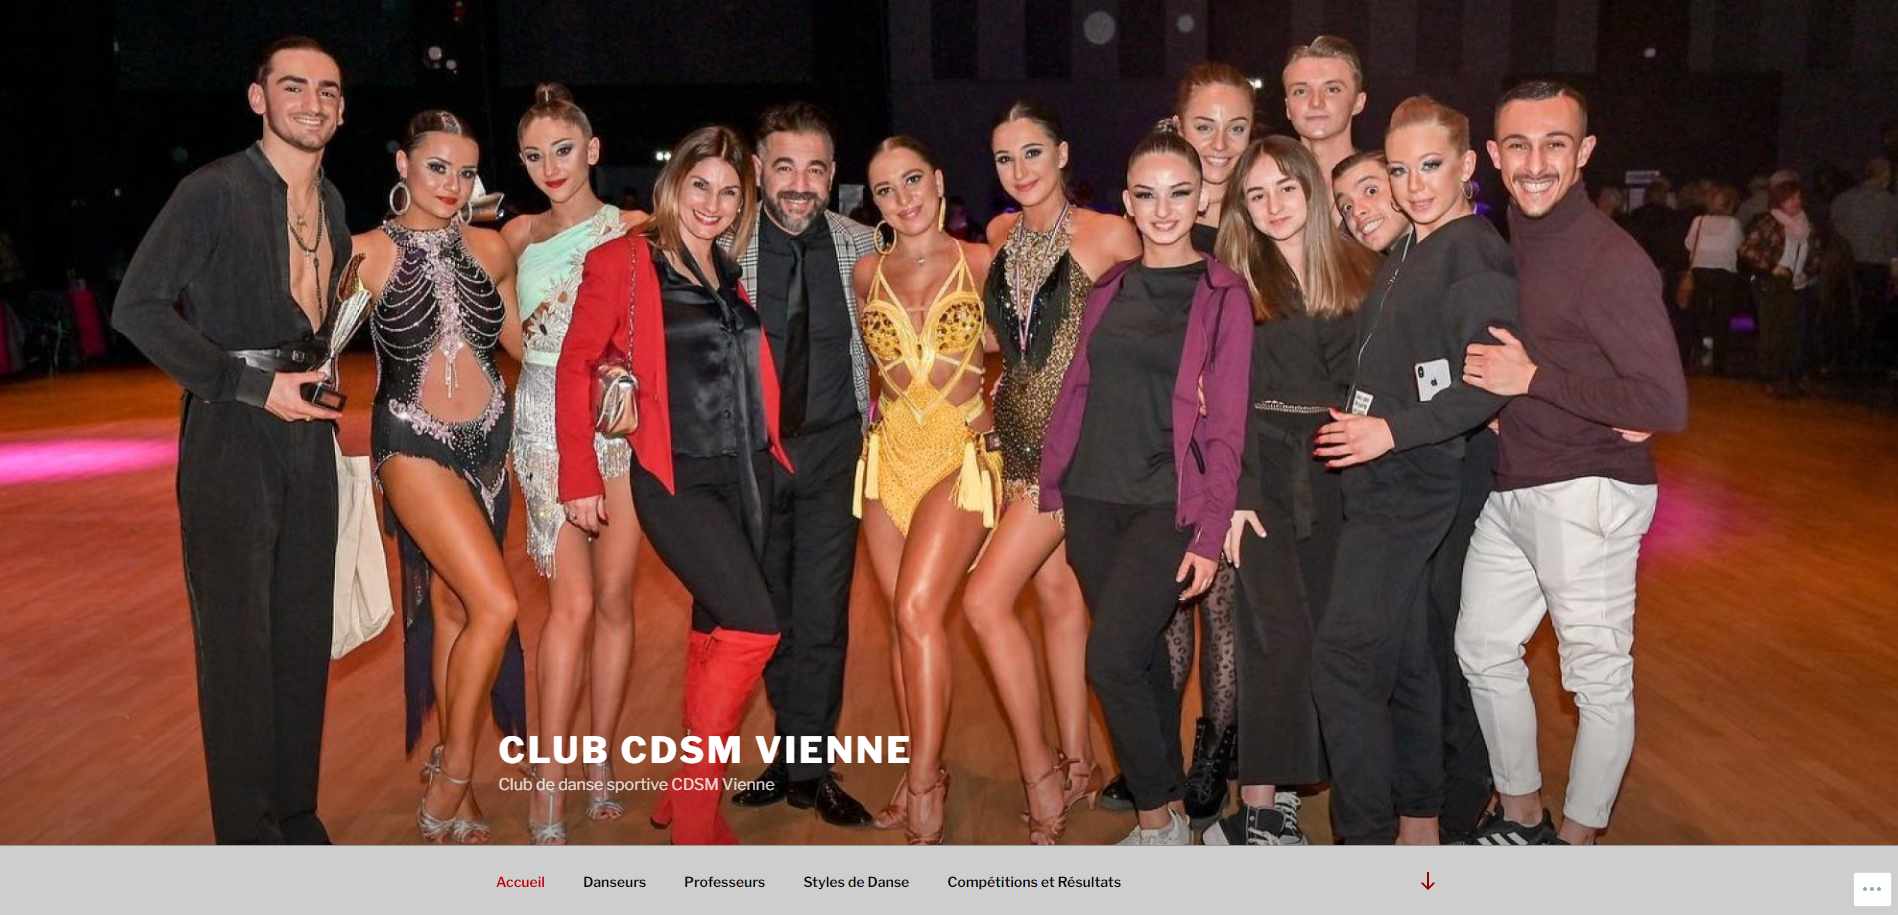 CLUB CDSM VIENNE
Club de danse sportive CDSM Vienne
Accueil
Danseurs
Professeurs
Styles de Danse
Compétitions et Résultats